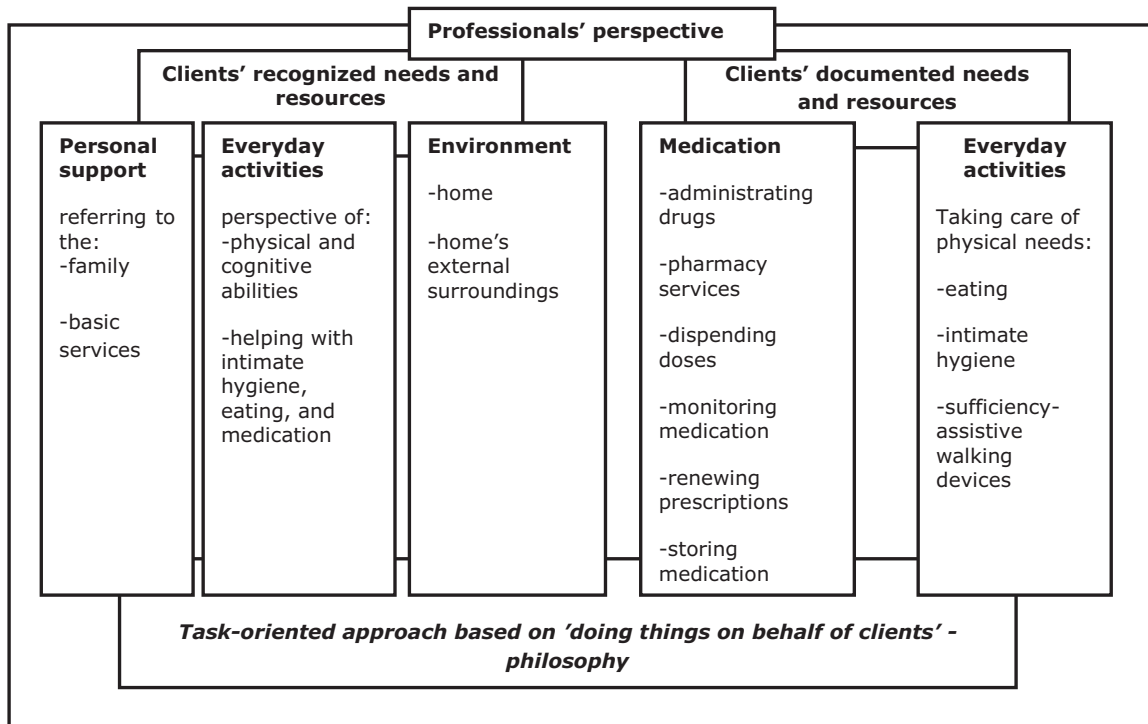 Professionals' perspective
Clients' recognized needs and
resources
Clients' documented needs
and resources
Personal
support
referring to
the:
-family
-basic
services
Everyday
activities
perspective of:
-physical and
cognitive
abilities
-helping with
intimate
hygiene,
eating, and
medication
Environment
-home
-home's
external
surroundings
Medication
-administrating
drugs
-pharmacy
services
-dispending
doses
-monitoring
medication
-renewing
prescriptions
-storing
medication
Everyday
activities
Taking care of
physical needs:
-eating
-intimate
hygiene
-sufficiency-
assistive
walking
devices
Task-oriented approach based on 'doing things on behalf of clients' -
philosophy